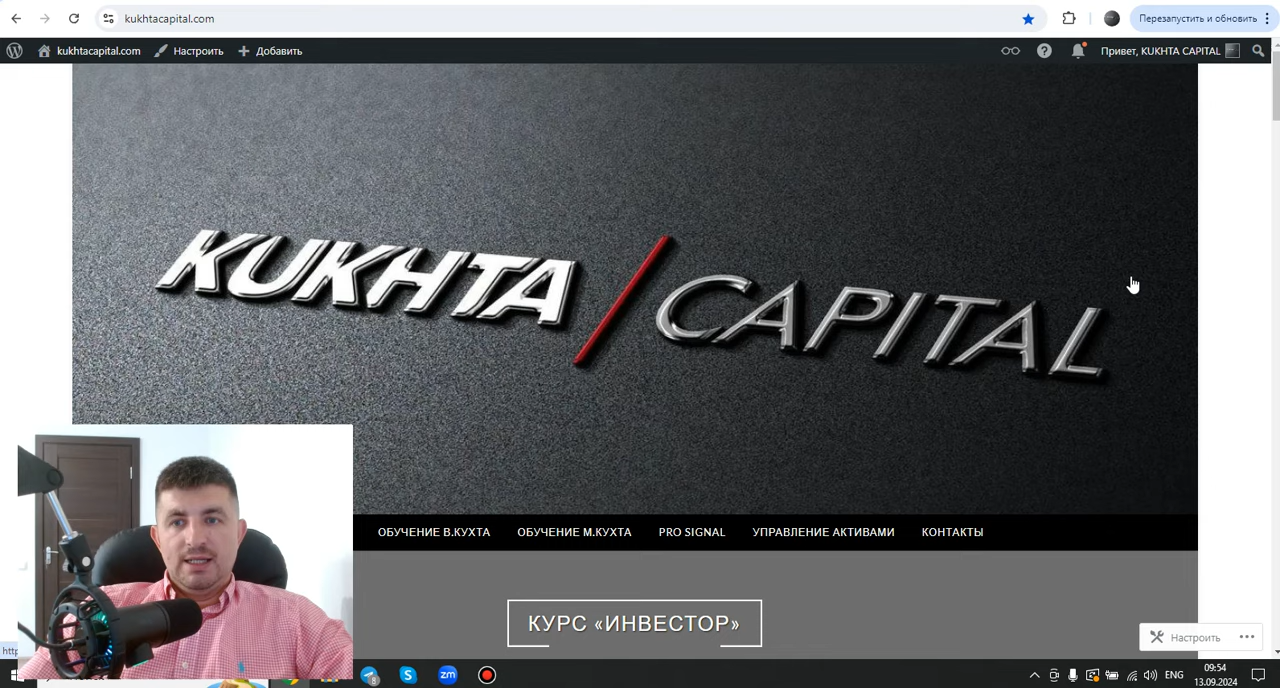 kukhtacapital.com
Перезапустить и обновить
kukhtacapital.com
Настроить
Добавить
Привет, KUKHTA CAPITAL
KUKHTA / CAPITAL
ОБУЧЕНИЕ В.КУХТА
ОБУЧЕНИЕ М.КУХТА
PRO SIGNAL
УПРАВЛЕНИЕ АКТИВАМИ
КОНТАКТЫ
КУРС «ИНВЕСТОР»
Настроить
zm
ENG
09:54
13.09.2024